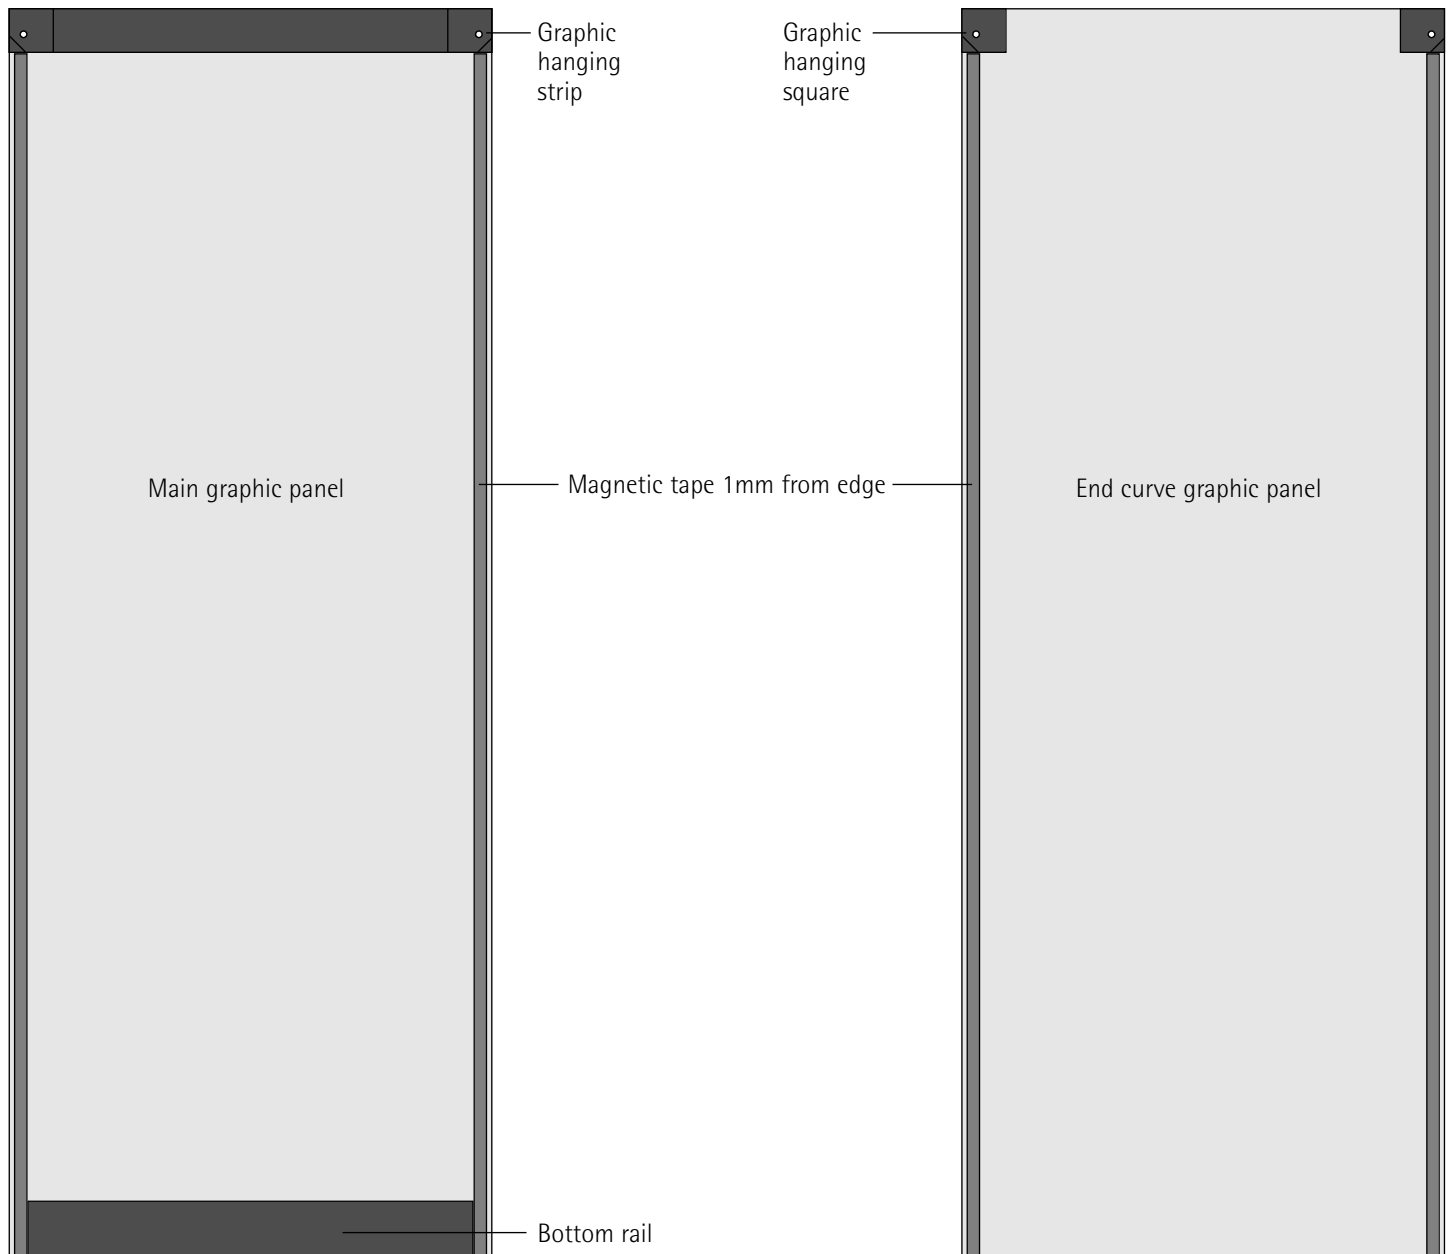 Graphic
hanging
strip
Graphic
hanging
square
Main graphic panel
Magnetic tape 1mm from edge
End curve graphic panel
Bottom rail